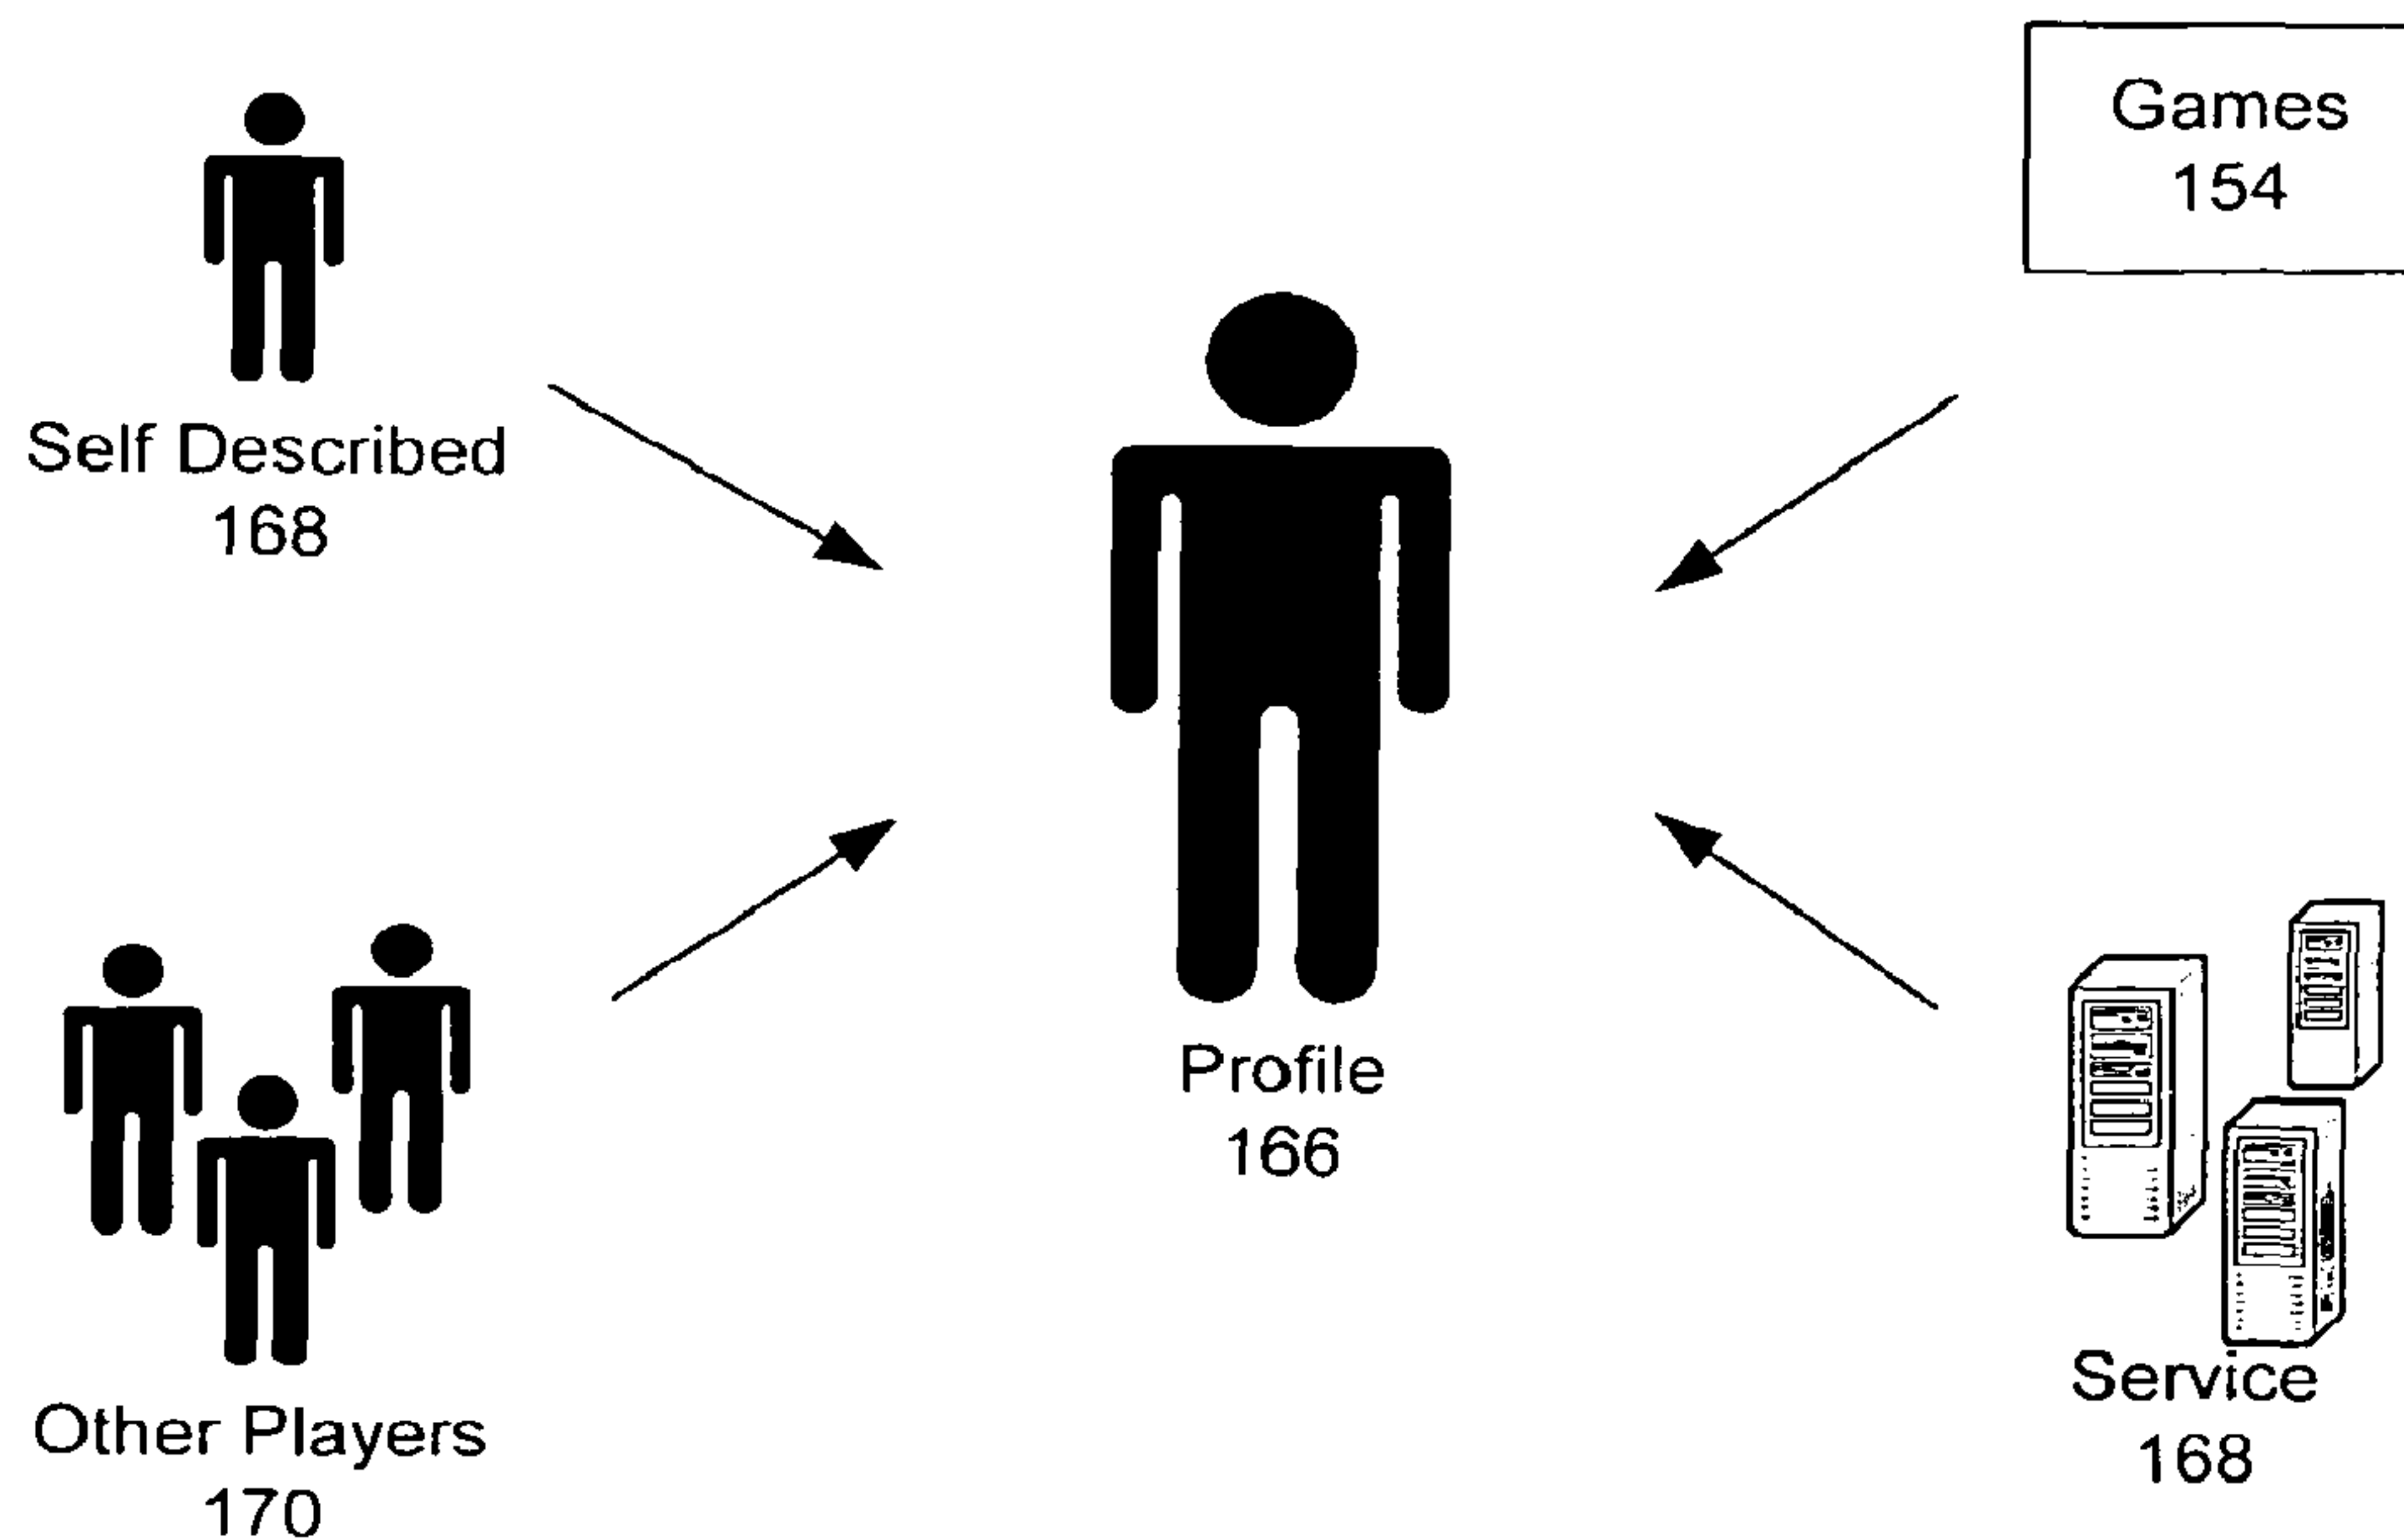 Games
154
Self Described
168
Profile
166
Other Players
170
Service
168